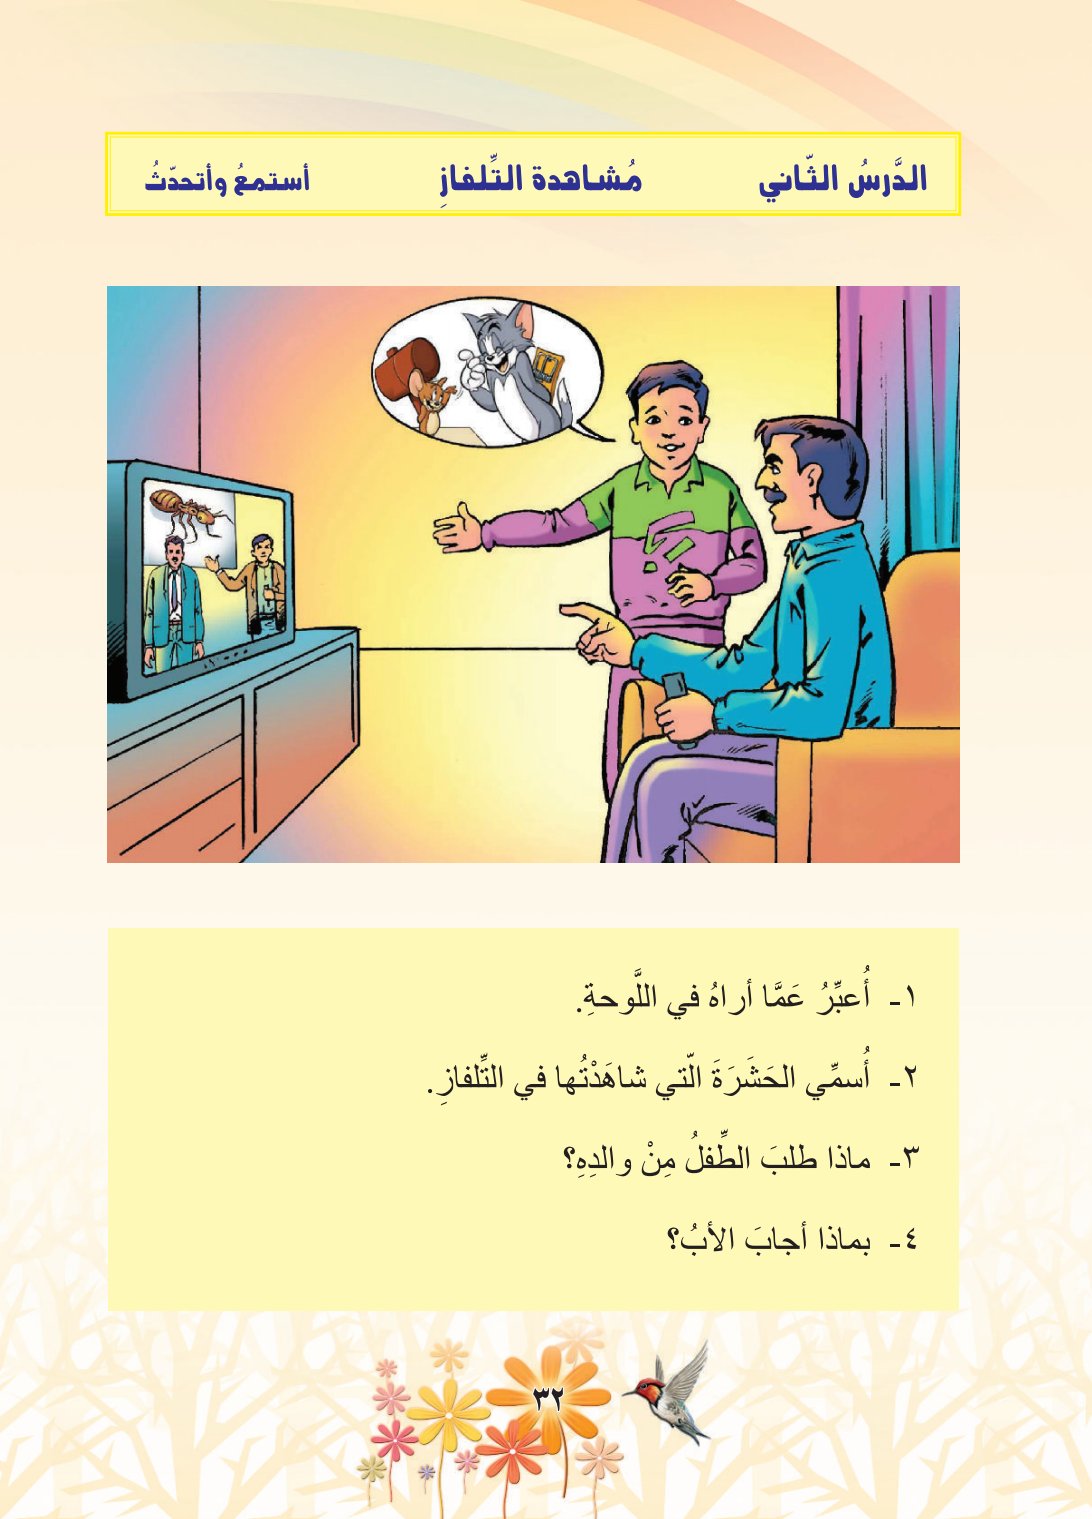 الدَّرسُ الثّاني مُشاهدة التِّلفازِ أستمعُ وأتحدّثُ
١- أُعبِّرُ عَمَّا أراهُ في اللَّوحةِ.
٢- أُسمِّي الحَشَرَةَ الّتي شاهَدْتُها في التِّلفازِ.
٣- ماذا طلبَ الطِّفلُ مِنْ والدِهِ؟
٤- بماذا أجابَ الأبُ؟
٣٢